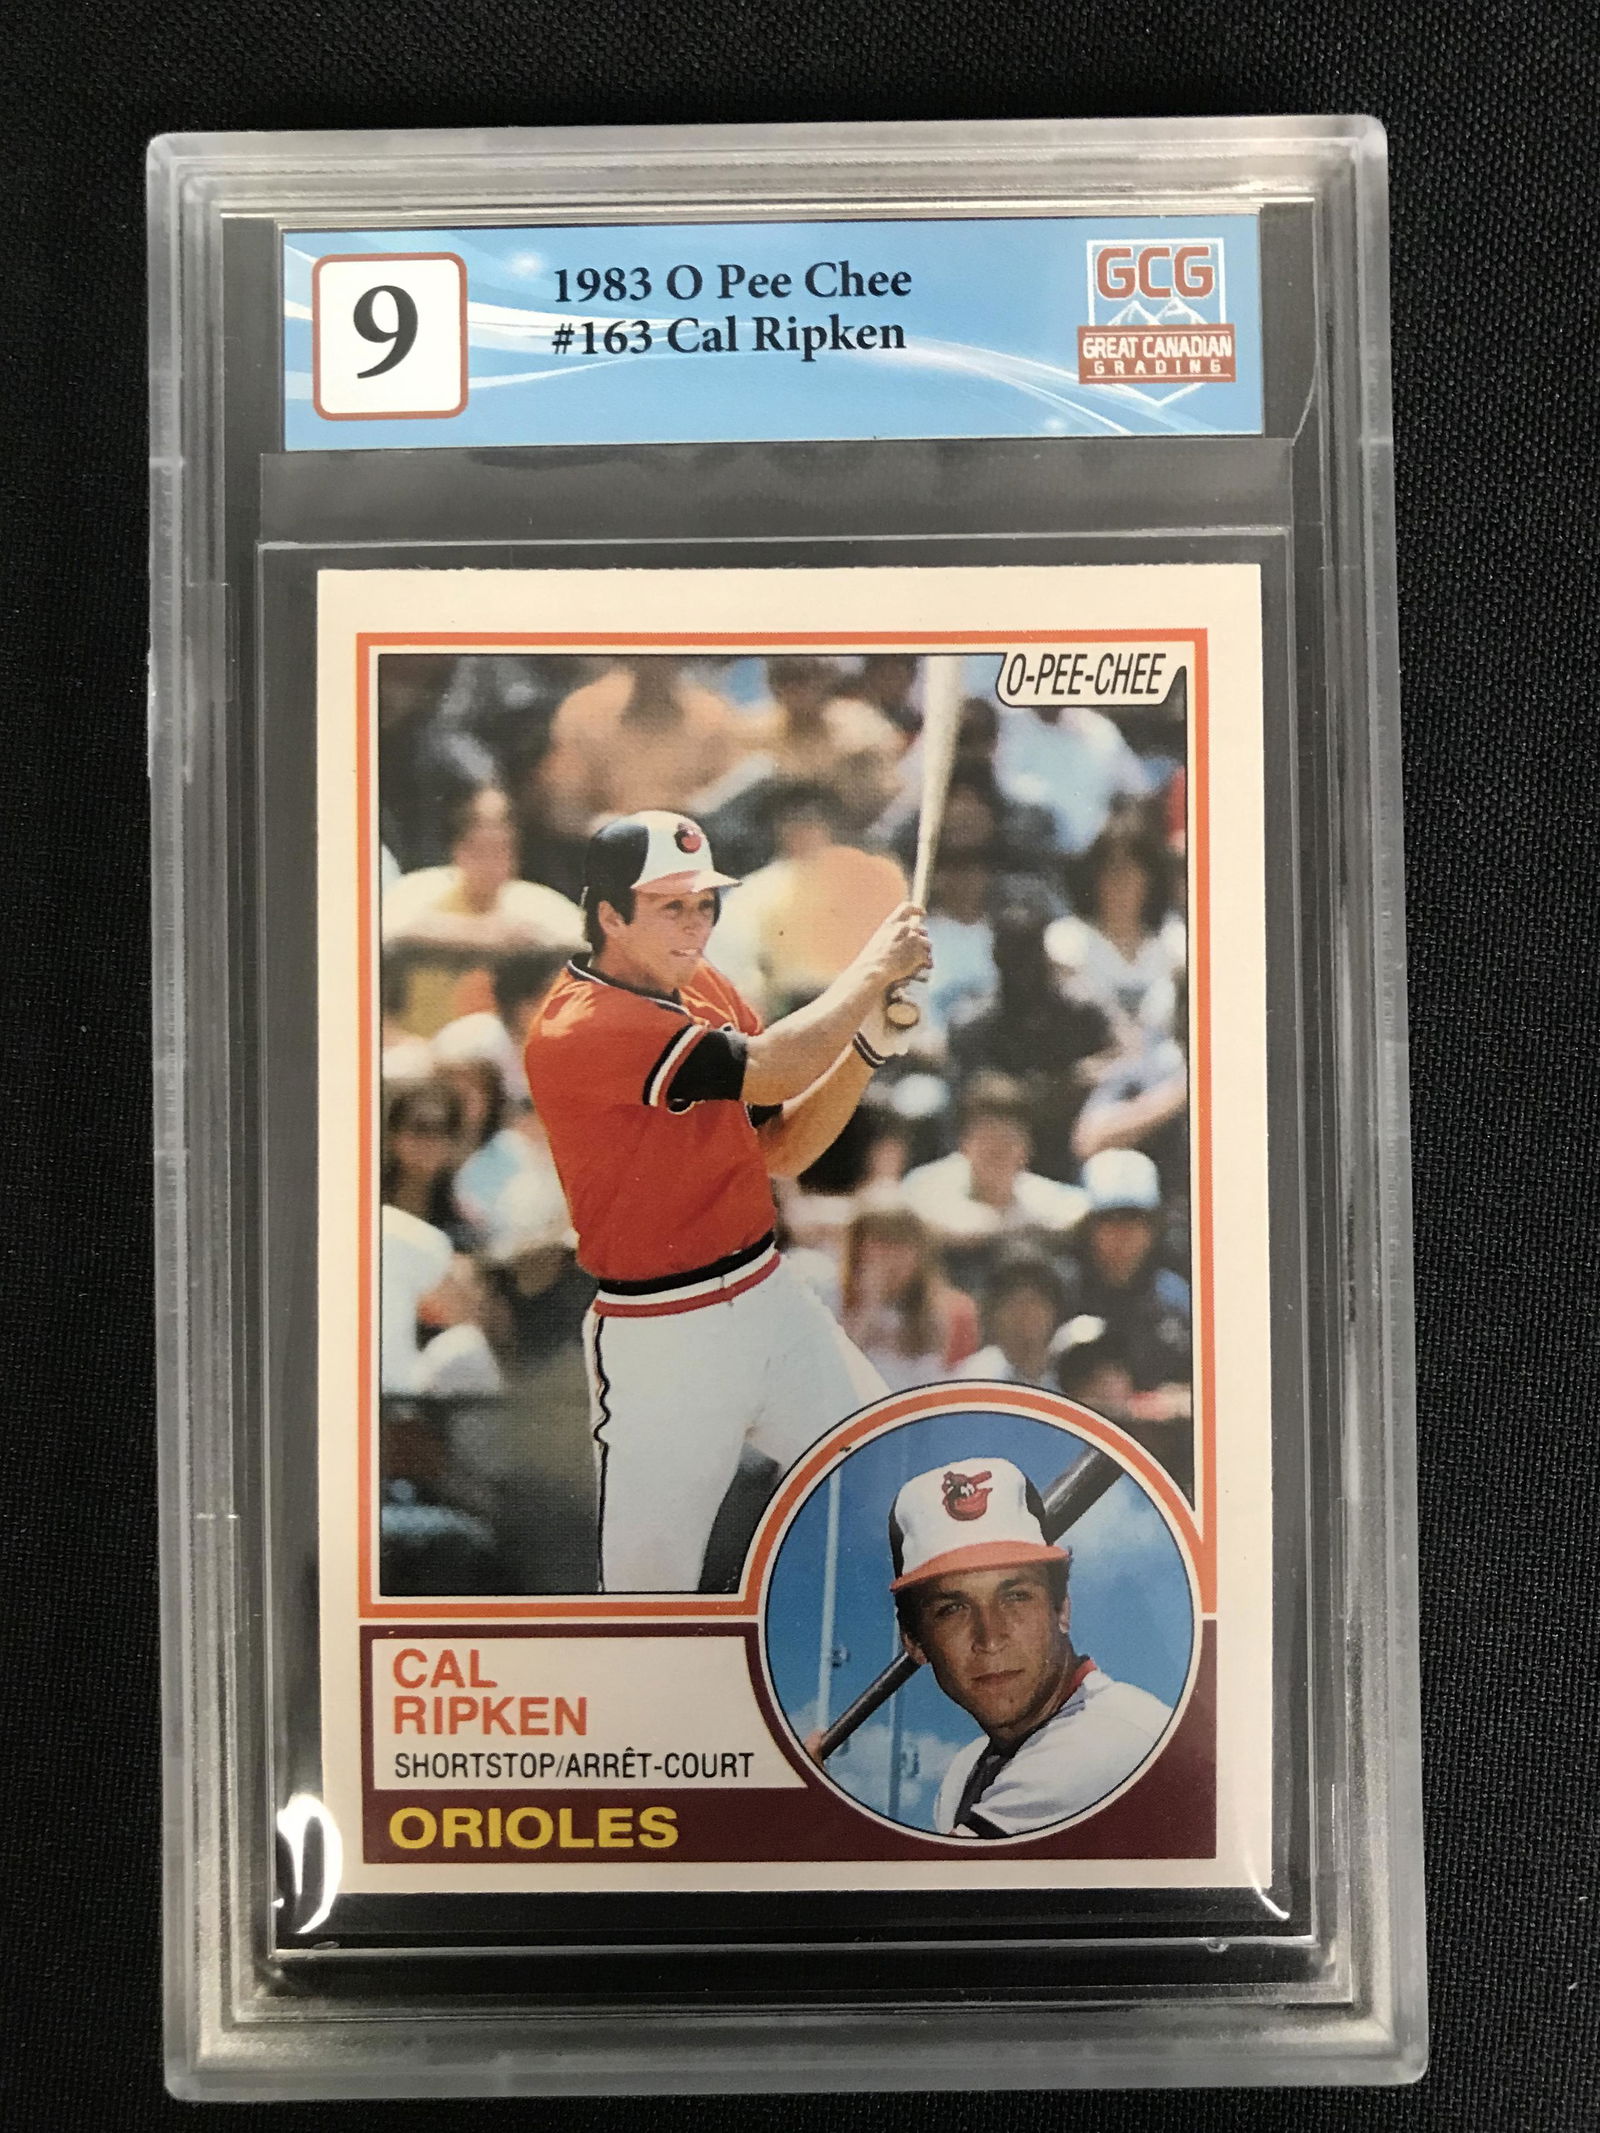 9
1983 O Pee Chee
#163 Cal Ripken
GCG
GREAT CANADIAN
GRADING
O-PEE-CHEE
CAL
RIPKEN
SHORTSTOP/ARRÊT-COURT
ORIOLES